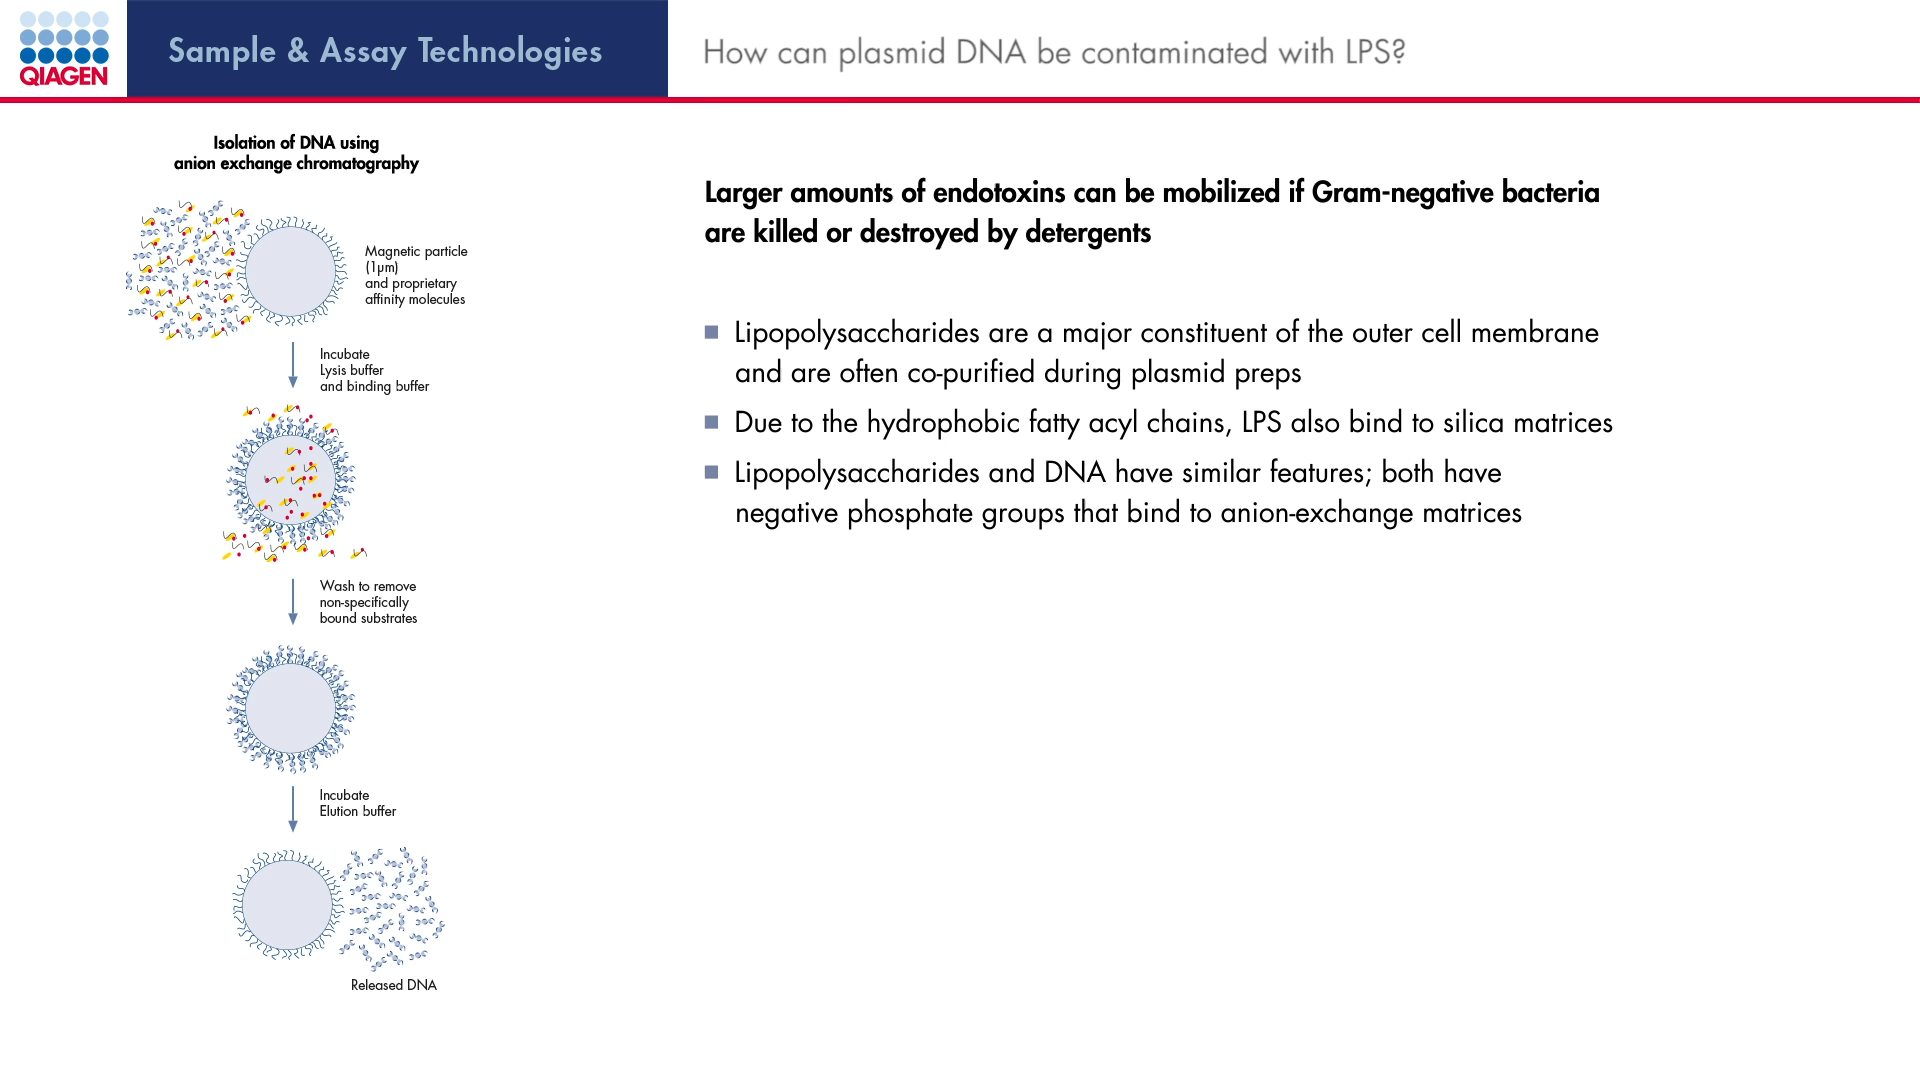 QIAGEN
Sample & Assay Technologies
How can plasmid DNA be contaminated with LPS?
Isolation of DNA using
anion exchange chromatography
Magnetic particle
(1µm)
and proprietary
affinity molecules
Incubate
Lysis buffer
and binding buffer
Wash to remove
non-specifically
bound substrates
Incubate
Elution buffer
Released DNA
Larger amounts of endotoxins can be mobilized if Gram-negative bacteria
are killed or destroyed by detergents
Lipopolysaccharides are a major constituent of the outer cell membrane
and are often co-purified during plasmid preps
Due to the hydrophobic fatty acyl chains, LPS also bind to silica matrices
Lipopolysaccharides and DNA have similar features; both have
negative phosphate groups that bind to anion-exchange matrices